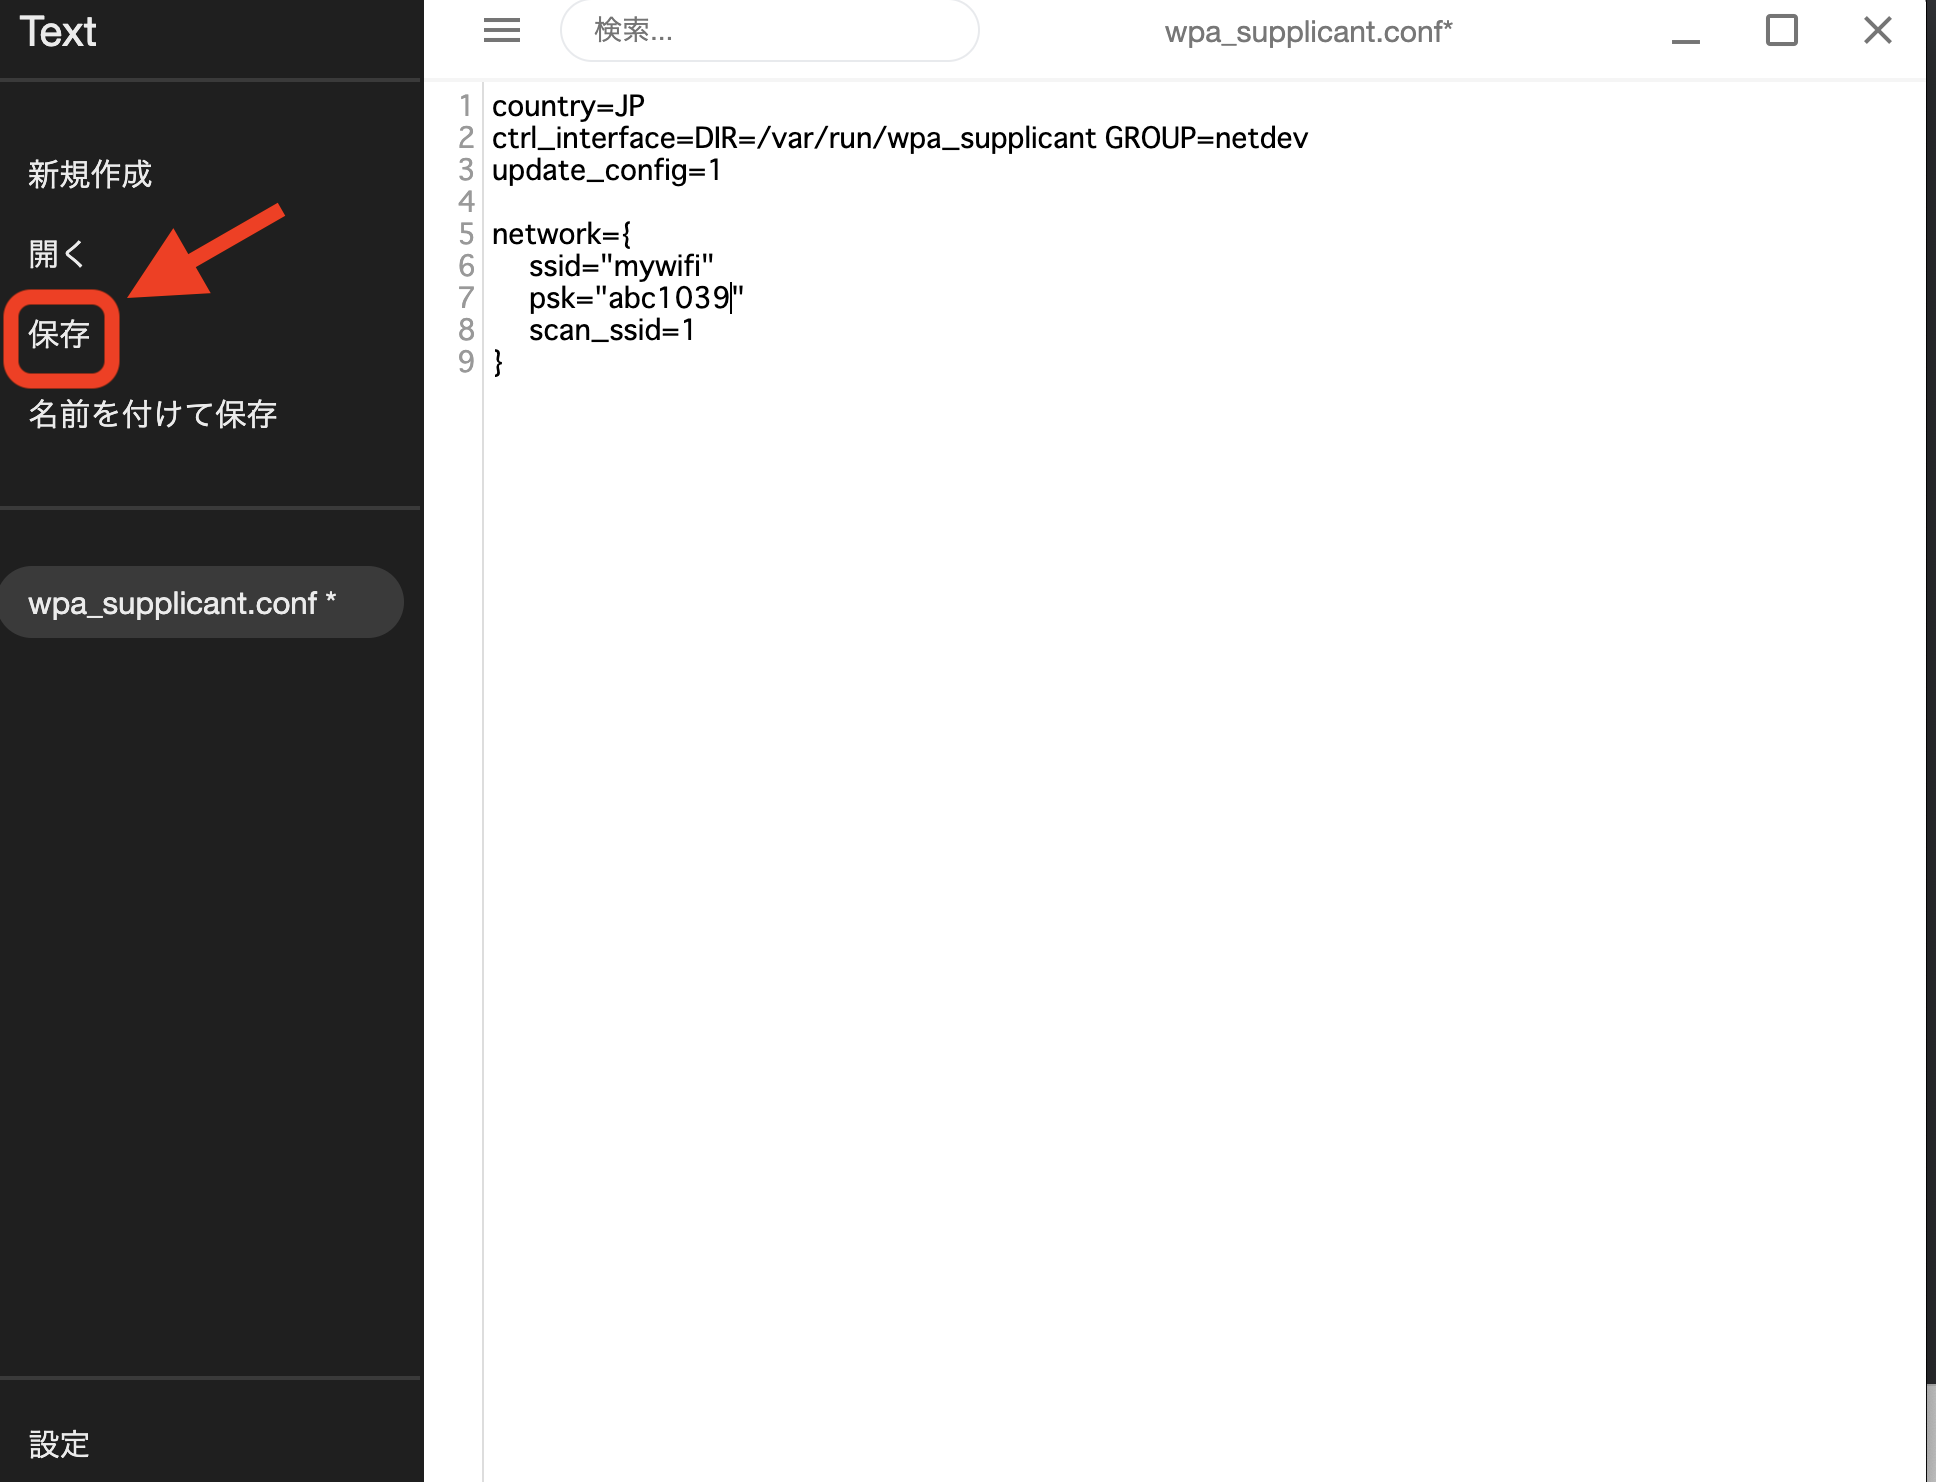 Text
新規作成
開く
保存
名前を付けて保存
wpa_supplicant.conf *
設定
検索...
wpa_supplicant.conf*
1 country=JP
2 ctrl_interface=DIR=/var/run/wpa_supplicant GROUP=netdev
3 update_config=1
4
5 network={
6 ssid="mywifi"
7 psk="abc1039"
8 scan_ssid=1
9 }